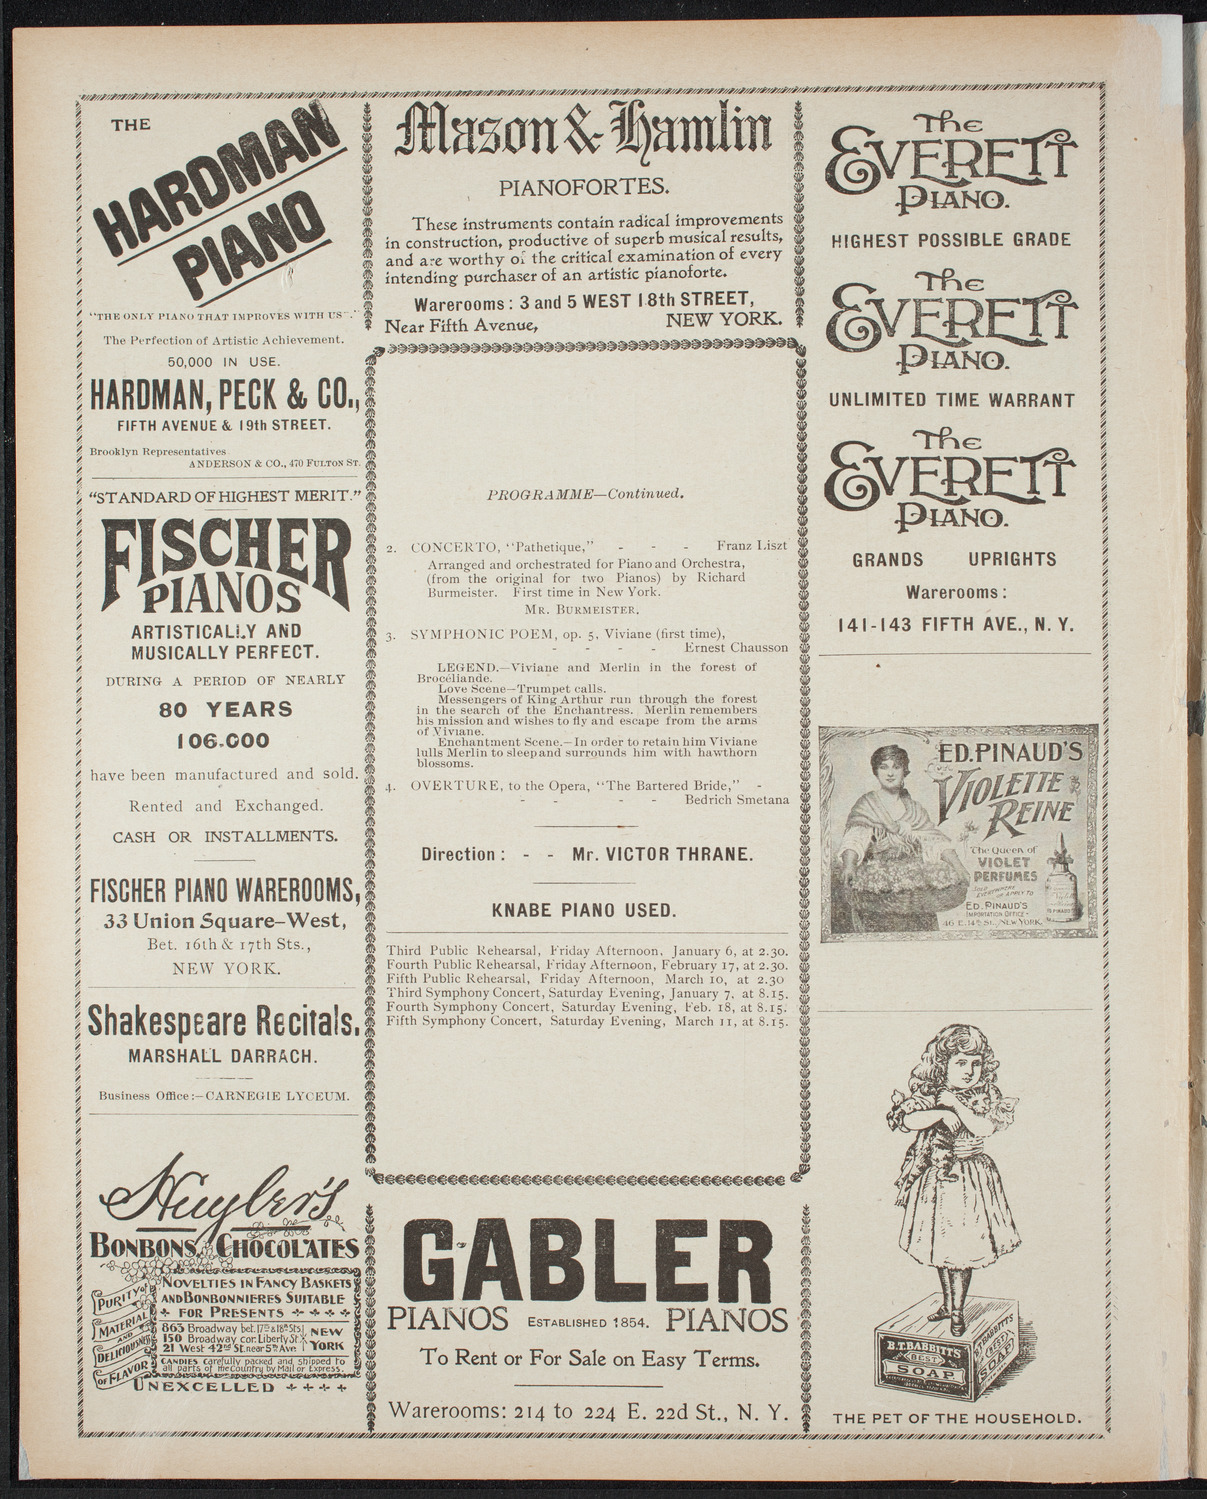 THE
HARDMAN
PIANO
"THE ONLY PIANO THAT IMPROVES WITH US
The Perfection of Artistic Achievement.
50,000 IN USE.
HARDMAN, PECK & CO.,
FIFTH AVENUE & 19th STREET.
Brooklyn Representatives
ANDERSON & CO., 470 FULTON ST.
"STANDARD OF HIGHEST MERIT."
FISCHER
PIANOS
ARTISTICALLY AND
MUSICALLY PERFECT.
DURING A PERIOD OF NEARLY
80 YEARS
106.000
have been manufactured and sold.
Rented and Exchanged.
CASH OR INSTALLMENTS.
FISCHER PIANO WAREROOMS,
33 Union Square—West,
Bet. 16th & 17th Sts.,
NEW YORK.
Shakespeare Recitals.
MARSHALL DARRACH.
Business Office:—CARNEGIE LYCEUM.
Huyler's
BONBONS, CHOCOLATES
NOVELTIES IN FANCY BASKETS
AND BONBONNIERES SUITABLE
FOR PRESENTS
PURITY OF
MATERIAL
AND
DELICIOUSNESS
OF FLAVOR
863 Broadway bet. 17th & 18th Sts.
150 Broadway cor. Liberty St.
21 West 42nd St. near 5th Ave
NEW
YORK
CANDIES carefully packed and shipped to
all parts of the Country by Mail or Express.
UNEXCELLED
Mason & Hamlin
PIANOFORTES.
These instruments contain radical improvements
in construction, productive of superb musical results,
and are worthy of the critical examination of every
intending purchaser of an artistic pianoforte.
Warerooms: 3 and 5 WEST 18th STREET,
Near Fifth Avenue, NEW YORK.
PROGRAMME—Continued.
2. CONCERTO, "Pathetique," - - - Franz Liszt
Arranged and orchestrated for Piano and Orchestra,
(from the original for two Pianos) by Richard
Burmeister. First time in New York.
MR. BURMEISTER.
3. SYMPHONIC POEM, op. 5, Viviane (first time),
- - - - Ernest Chausson
LEGEND.—Viviane and Merlin in the forest of
Brocéliande.
Love Scene—Trumpet calls.
Messengers of King Arthur run through the forest
in the search of the Enchantress. Merlin remembers
his mission and wishes to fly and escape from the arms
of Viviane.
Enchantment Scene.—In order to retain him Viviane
lulls Merlin to sleep and surrounds him with hawthorn
blossoms.
4. OVERTURE, to the Opera, "The Bartered Bride," -
- - - - - Bedrich Smetana
Direction: - - Mr. VICTOR THRANE.
KNABE PIANO USED.
Third Public Rehearsal, Friday Afternoon, January 6, at 2.30.
Fourth Public Rehearsal, Friday Afternoon, February 17, at 2.30.
Fifth Public Rehearsal, Friday Afternoon, March 10, at 2.30
Third Symphony Concert, Saturday Evening, January 7, at 8.15.
Fourth Symphony Concert, Saturday Evening, Feb. 18, at 8.15.
Fifth Symphony Concert, Saturday Evening, March 11, at 8.15.
GABLER
PIANOS ESTABLISHED 1854. PIANOS
To Rent or For Sale on Easy Terms.
Warerooms: 214 to 224 E. 22d St., N. Y.
The
EVERETT
PIANO.
HIGHEST POSSIBLE GRADE
The
EVERETT
PIANO.
UNLIMITED TIME WARRANT
The
EVERETT
PIANO.
GRANDS UPRIGHTS
Warerooms:
141-143 FIFTH AVE., N. Y.
ED. PINAUD'S
VIOLETTE
REINE
The Queen of
VIOLET
PERFUMES
SOLD
EVERYWHERE
OR APPLY TO
ED. PINAUD'S
IMPORTATION OFFICE
46 E. 14th St., NEW YORK.
B.T. BABBITT'S
BEST
SOAP
B.T. BABBITT'S
BEST
SOAP
THE PET OF THE HOUSEHOLD.